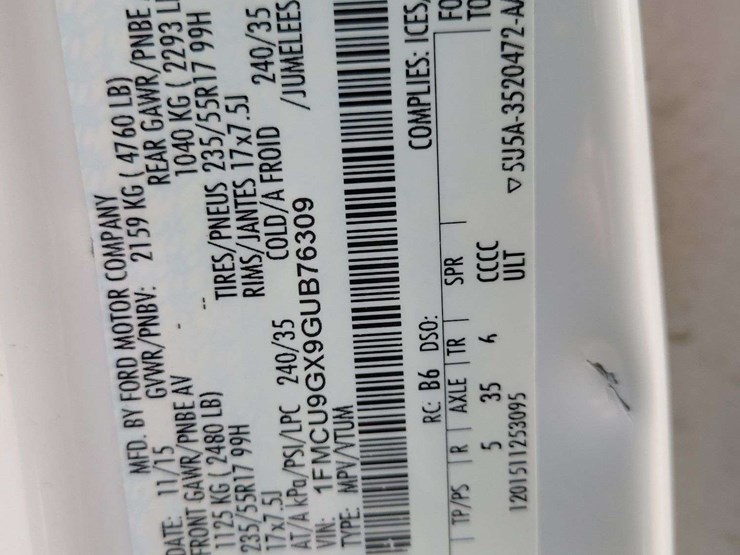 MFD. BY FORD MOTOR COMPANY
DATE: 11/15 GVWR/PNBV: 2159 KG ( 4760 LB)
FRONT GAWR/PNBE AV - REAR GAWR/PNBE
1125 KG ( 2480 LB) -- 1040 KG ( 2293
235/55R17 99H TIRES/PNEUS 235/55R17 99H
17x7.5J RIMS/JANTES 17x7.5J
AT/A kPa/PSI/LPC 240/35 COLD/A FROID 240/35
VIN: 1FMCU9GX9GUB76309 /JUMELEES
TYPE: MPV/VTUM
RC: B6 DSO: COMPLIES: ICES,
TP/PS R AXLE TR SPR
5 35 6 CCCC
ULT
1201511253095 ▽ SU5A-3520472-A